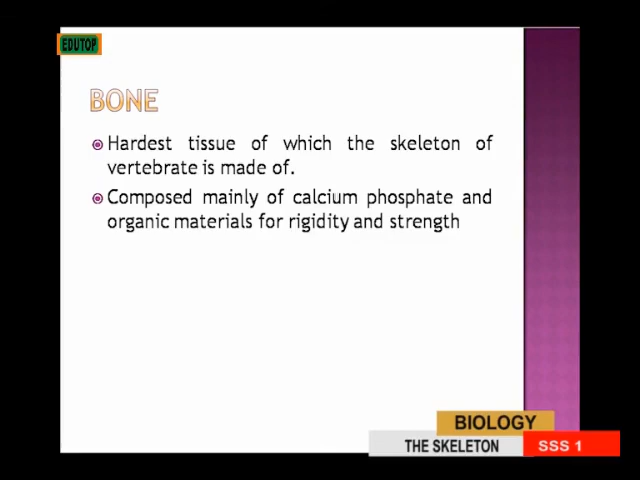 EDUTOP
BONE
Hardest tissue of which the skeleton of
vertebrate is made of.
Composed mainly of calcium phosphate and
organic materials for rigidity and strength
BIOLOGY
THE SKELETON
SSS 1